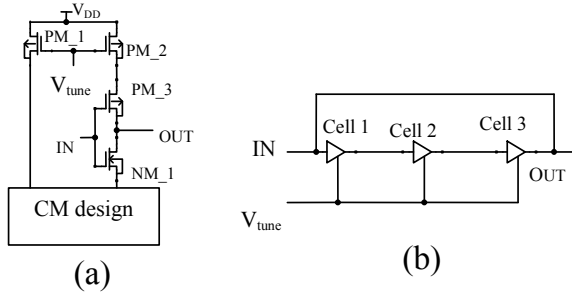 VDD
PM_1
PM_2
Vtune
PM_3
IN
OUT
NM_1
CM design
(a)
Cell 1
Cell 2
Cell 3
IN
OUT
Vtune
(b)